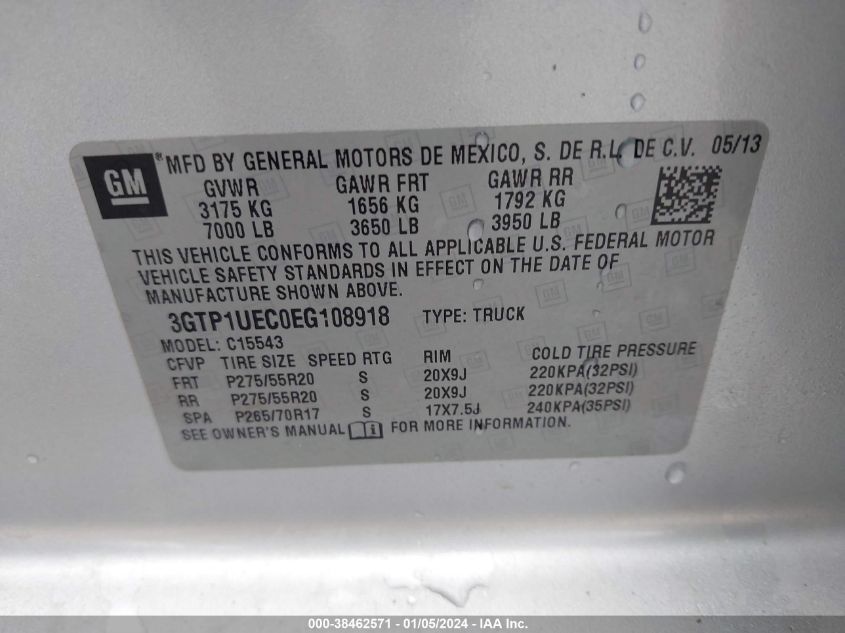 GM ® MFD BY GENERAL MOTORS DE MEXICO, S. DE R.L. DE C.V. 05/13
GVWR GAWR FRT GAWR RR
3175 KG 1656 KG 1792 KG
7000 LB 3650 LB 3950 LB
THIS VEHICLE CONFORMS TO ALL APPLICABLE U.S. FEDERAL MOTOR
VEHICLE SAFETY STANDARDS IN EFFECT ON THE DATE OF
MANUFACTURE SHOWN ABOVE.
3GTP1UEC0EG108918 TYPE: TRUCK
MODEL: C15543
CFVP TIRE SIZE SPEED RTG RIM COLD TIRE PRESSURE
FRT P275/55R20 S 20X9J 220KPA(32PSI)
RR P275/55R20 S 20X9J 220KPA(32PSI)
SPA P265/70R17 S 17X7.5J 240KPA(35PSI)
SEE OWNER'S MANUAL i FOR MORE INFORMATION.
000-38462571 - 01/05/2024 - IAA Inc.